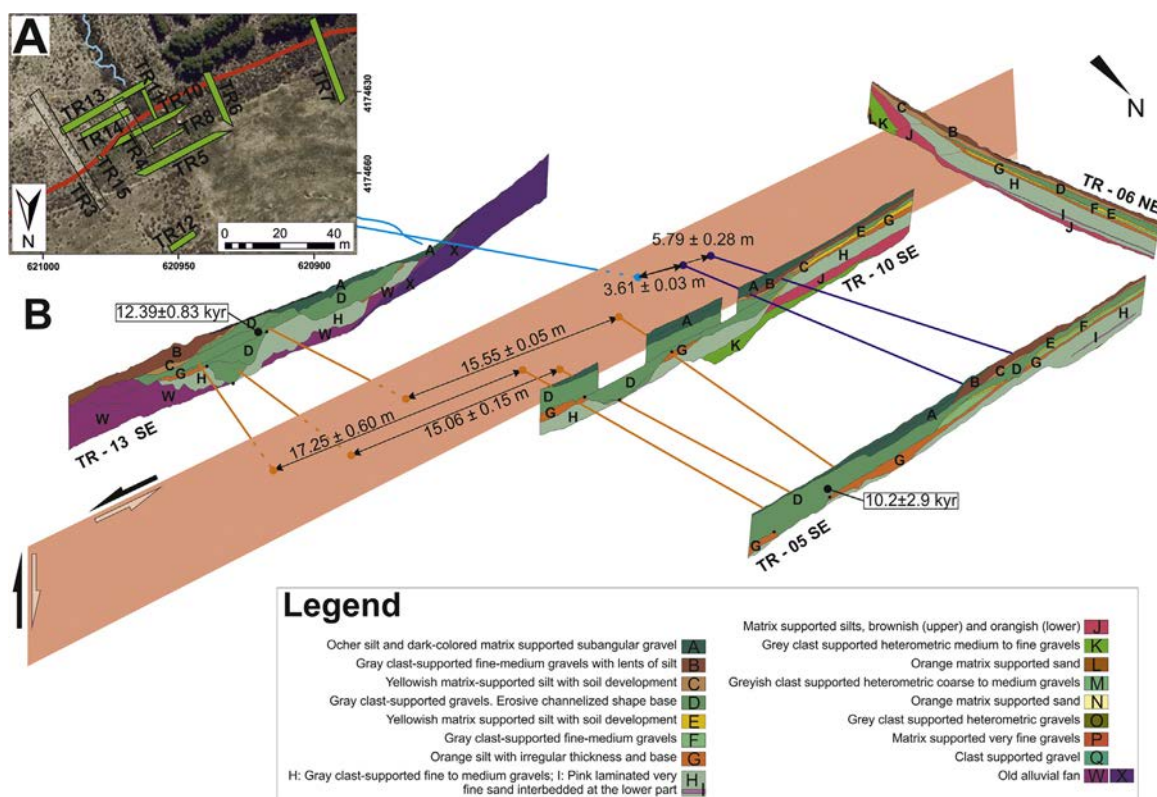 A
TR13
TR14
TR10
TR8
TR4
TR5
TR6
TR7
TR3
TR15
TR12
4174630
4174660
N
0 20 40
m
621000 620950 620900
N
B
12.39±0.83 kyr
A X
A
D
D
W X
B
H
C
G
D
W
H
W
W
TR - 13 SE
15.55 ± 0.05 m
17.25 ± 0.60 m
15.06 ± 0.15 m
5.79 ± 0.28 m
3.61 ± 0.03 m
C
B
L K
J
G
H
D
F E
I
J
TR - 06 NE
G
E
H
C
J
A B
A
G
K
D
D
G
H
TR - 10 SE
H
F
I
E
G
C D
B
A
G
D
G
10.2±2.9 kyr
TR - 05 SE
Legend
Ocher silt and dark-colored matrix supported subangular gravel A
Gray clast-supported fine-medium gravels with lents of silt B
Yellowish matrix-supported silt with soil development C
Gray clast-supported gravels. Erosive channelized shape base D
Yellowish matrix supported silt with soil development E
Gray clast-supported fine-medium gravels F
Orange silt with irregular thickness and base G
H: Gray clast-supported fine to medium gravels; I: Pink laminated very H
fine sand interbedded at the lower part I
Matrix supported silts, brownish (upper) and orangish (lower) J
Grey clast supported heterometric medium to fine gravels K
Orange matrix supported sand L
Greyish clast supported heterometric coarse to medium gravels M
Orange matrix supported sand N
Grey clast supported heterometric gravels O
Matrix supported very fine gravels P
Clast supported gravel Q
Old alluvial fan W X